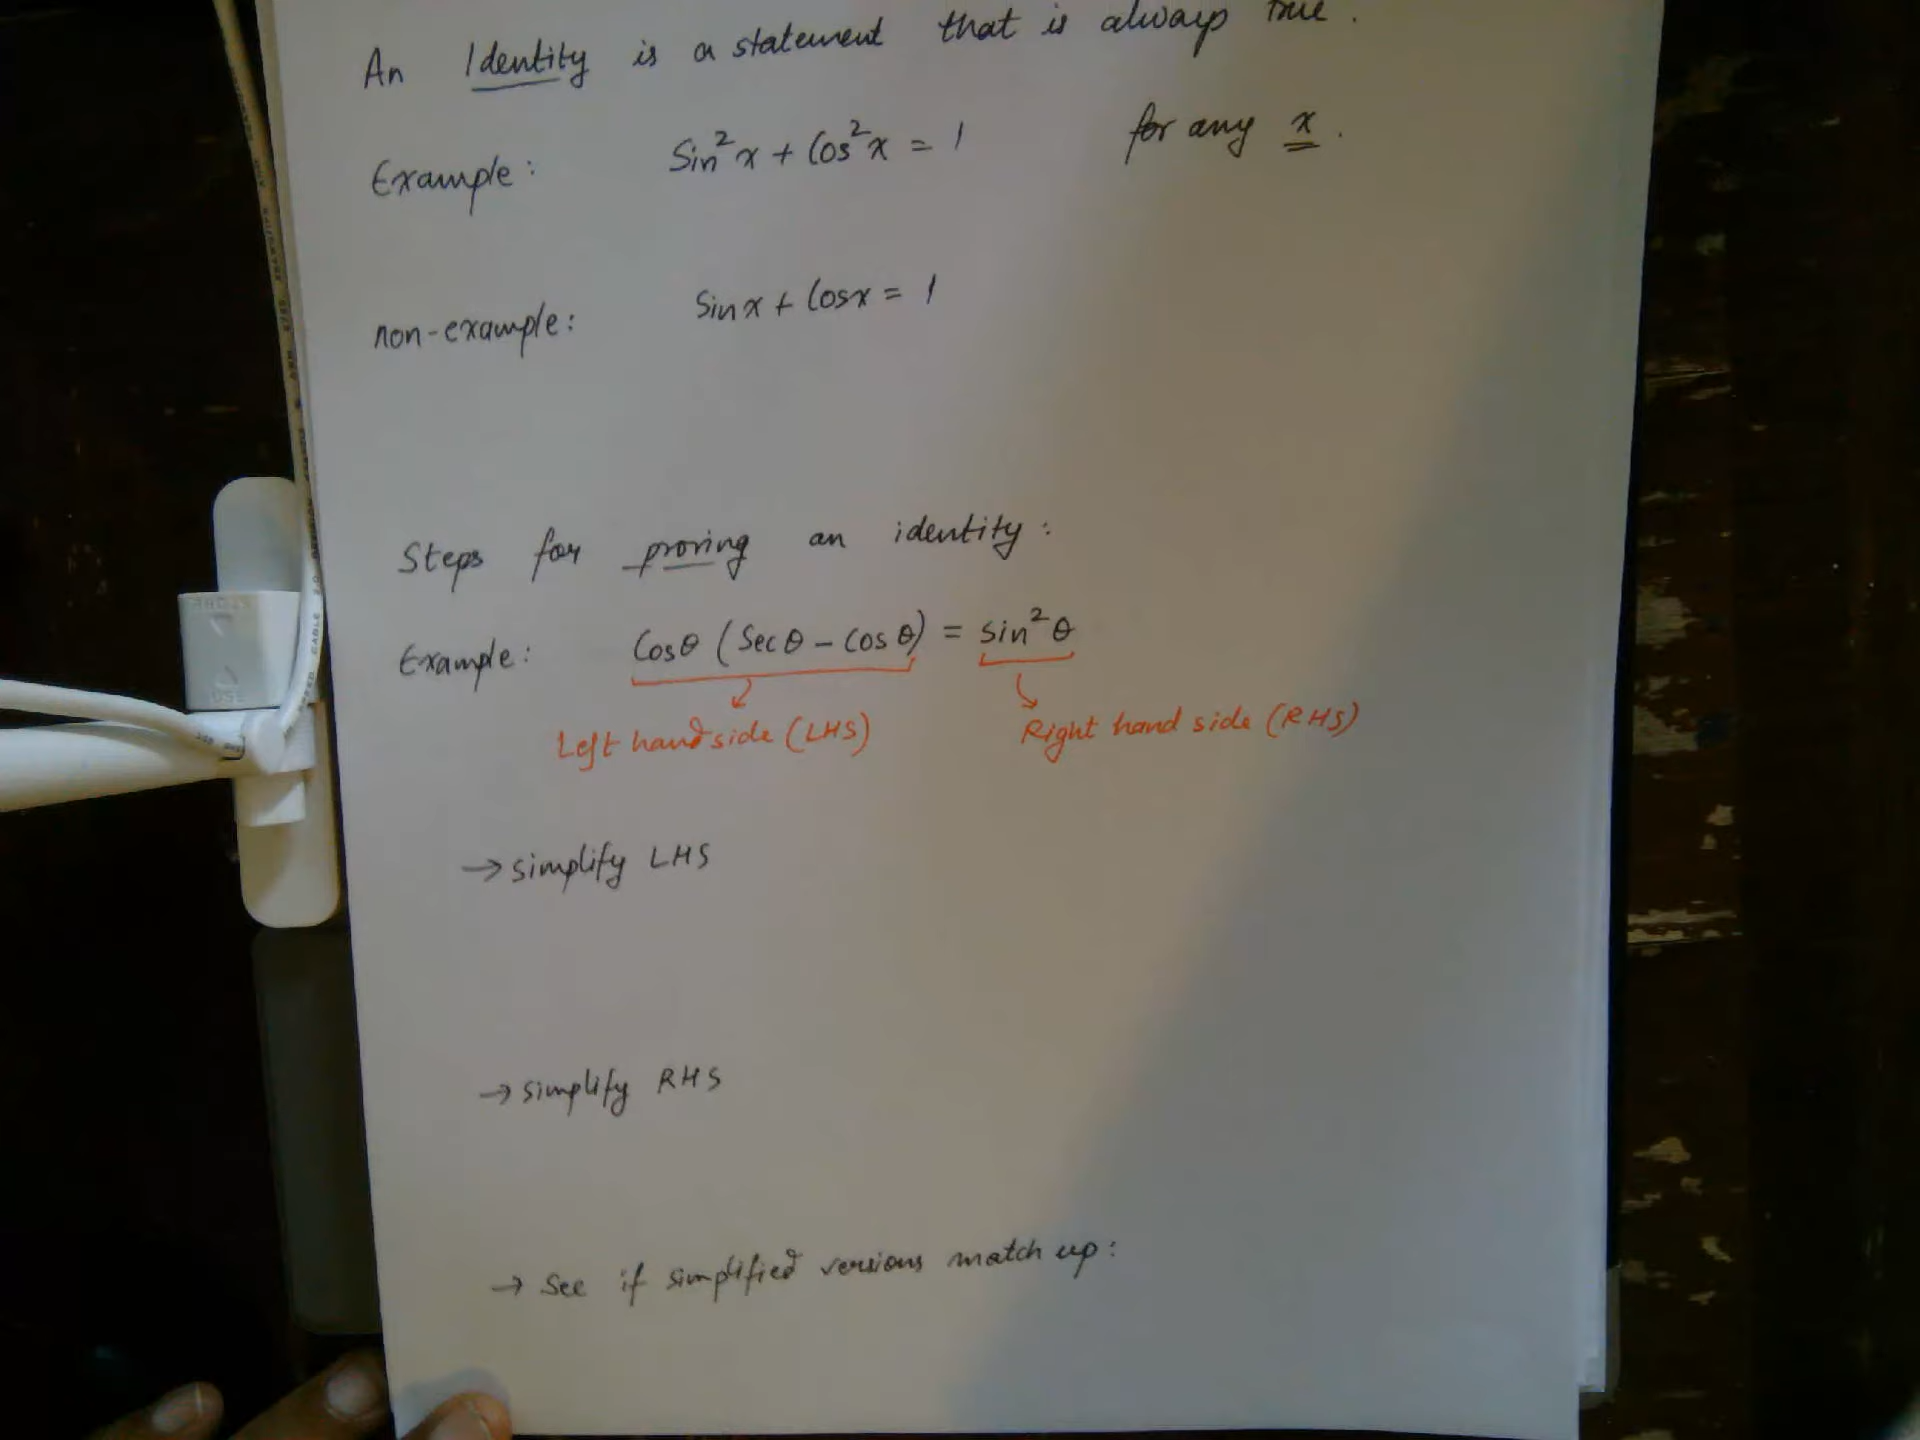 An Identity is a statement that is always true.
Example: Sin²x + Cos²x = 1 for any x.
non-example: Sinx + Cosx = 1
Steps for proving an identity:
Example: Cosθ (Secθ - Cosθ) = sin²θ
Left hand side (LHS) Right hand side (RHS)
→ simplify LHS
→ simplify RHS
→ See if simplified versions match up: